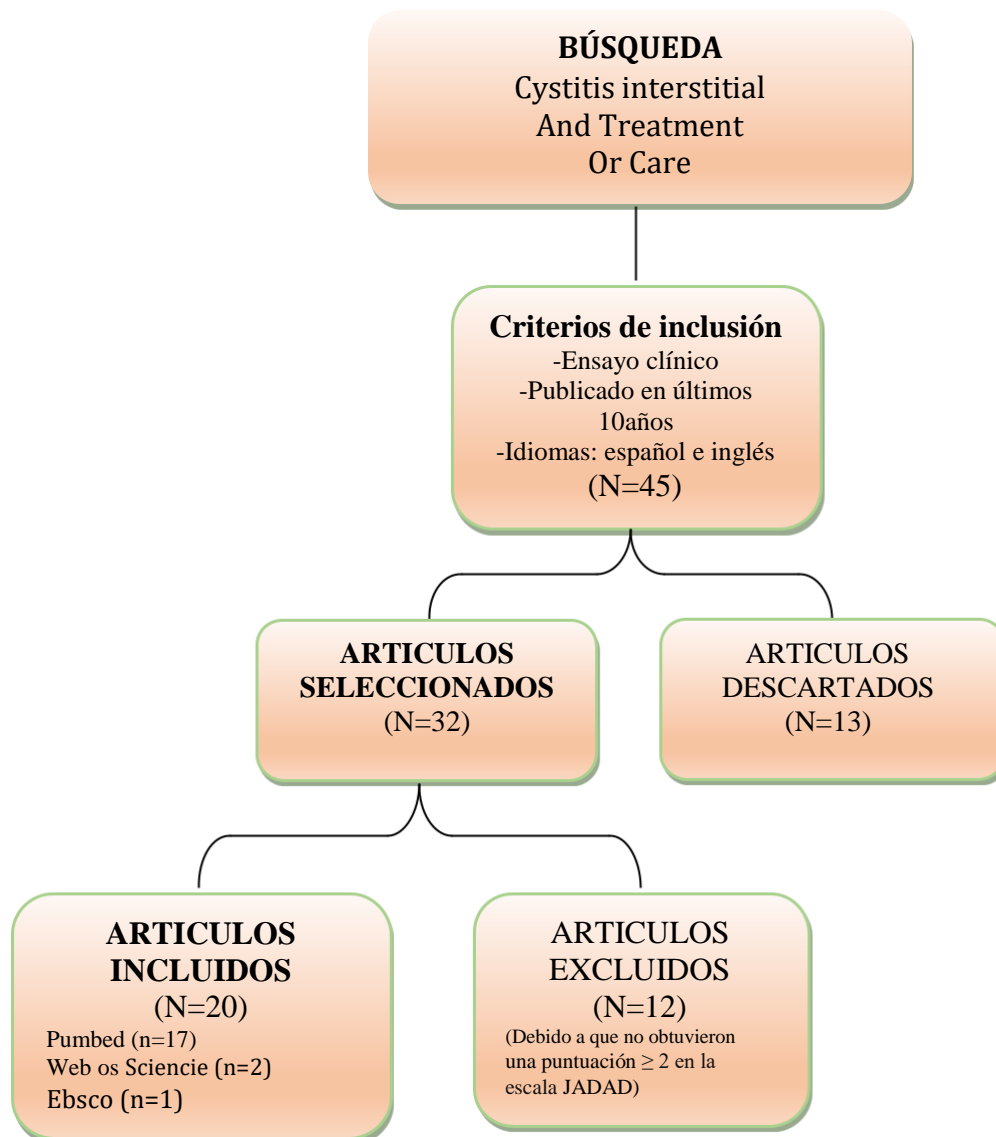 BÚSQUEDA
Cystitis interstitial
And Treatment
Or Care
Criterios de inclusión
-Ensayo clínico
-Publicado en últimos
10años
-Idiomas: español e inglés
(N=45)
ARTICULOS
SELECCIONADOS
(N=32)
ARTICULOS
DESCARTADOS
(N=13)
ARTICULOS
INCLUIDOS
(N=20)
Pumbed (n=17)
Web os Sciencie (n=2)
Ebsco (n=1)
ARTICULOS
EXCLUIDOS
(N=12)
(Debido a que no obtuvieron
una puntuación ≥ 2 en la
escala JADAD)